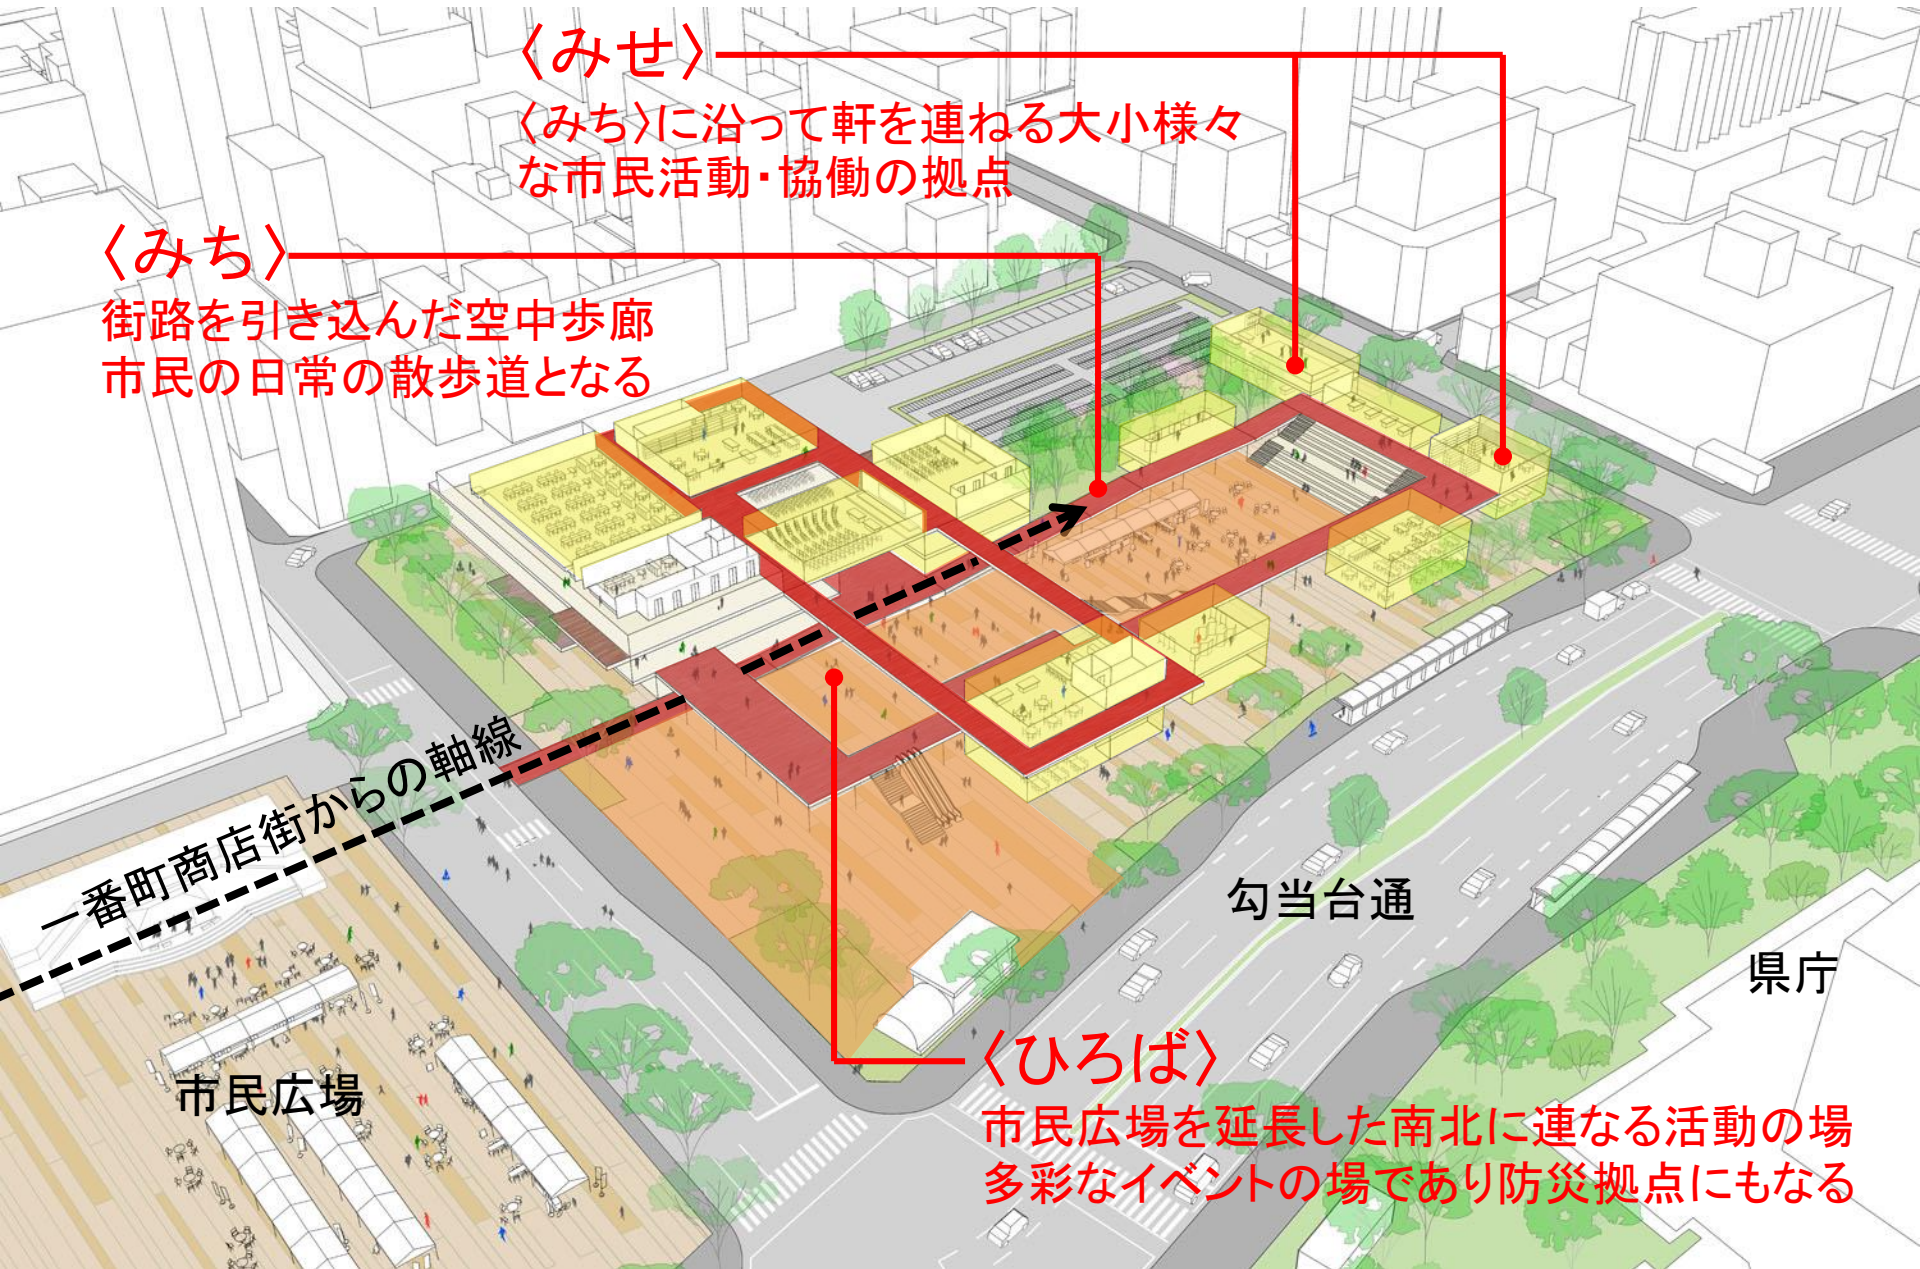 〈みせ〉
〈みち〉に沿って軒を連ねる大小様々
な市民活動・協働の拠点
〈みち〉
街路を引き込んだ空中歩廊
市民の日常の散歩道となる
一番町商店街からの軸線
勾当台通
県庁
市民広場
〈ひろば〉
市民広場を延長した南北に連なる活動の場
多彩なイベントの場であり防災拠点にもなる